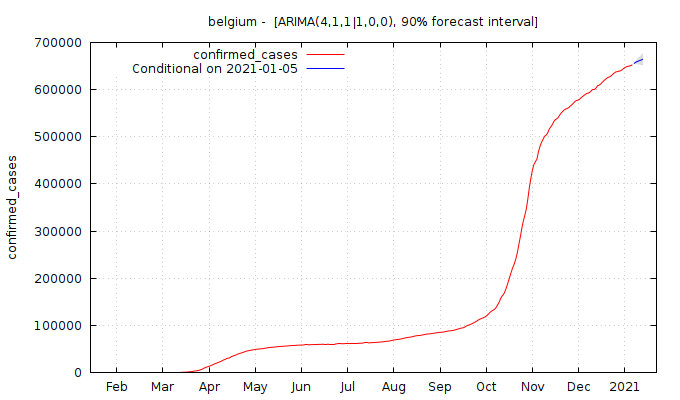 belgium -  [ARIMA(4,1,1|1,0,0), 90% forecast interval]
700000
600000
500000
400000
300000
200000
100000
0
confirmed_cases
confirmed_cases
Conditional on 2021-01-05
Feb Mar Apr May Jun Jul Aug Sep Oct Nov Dec 2021